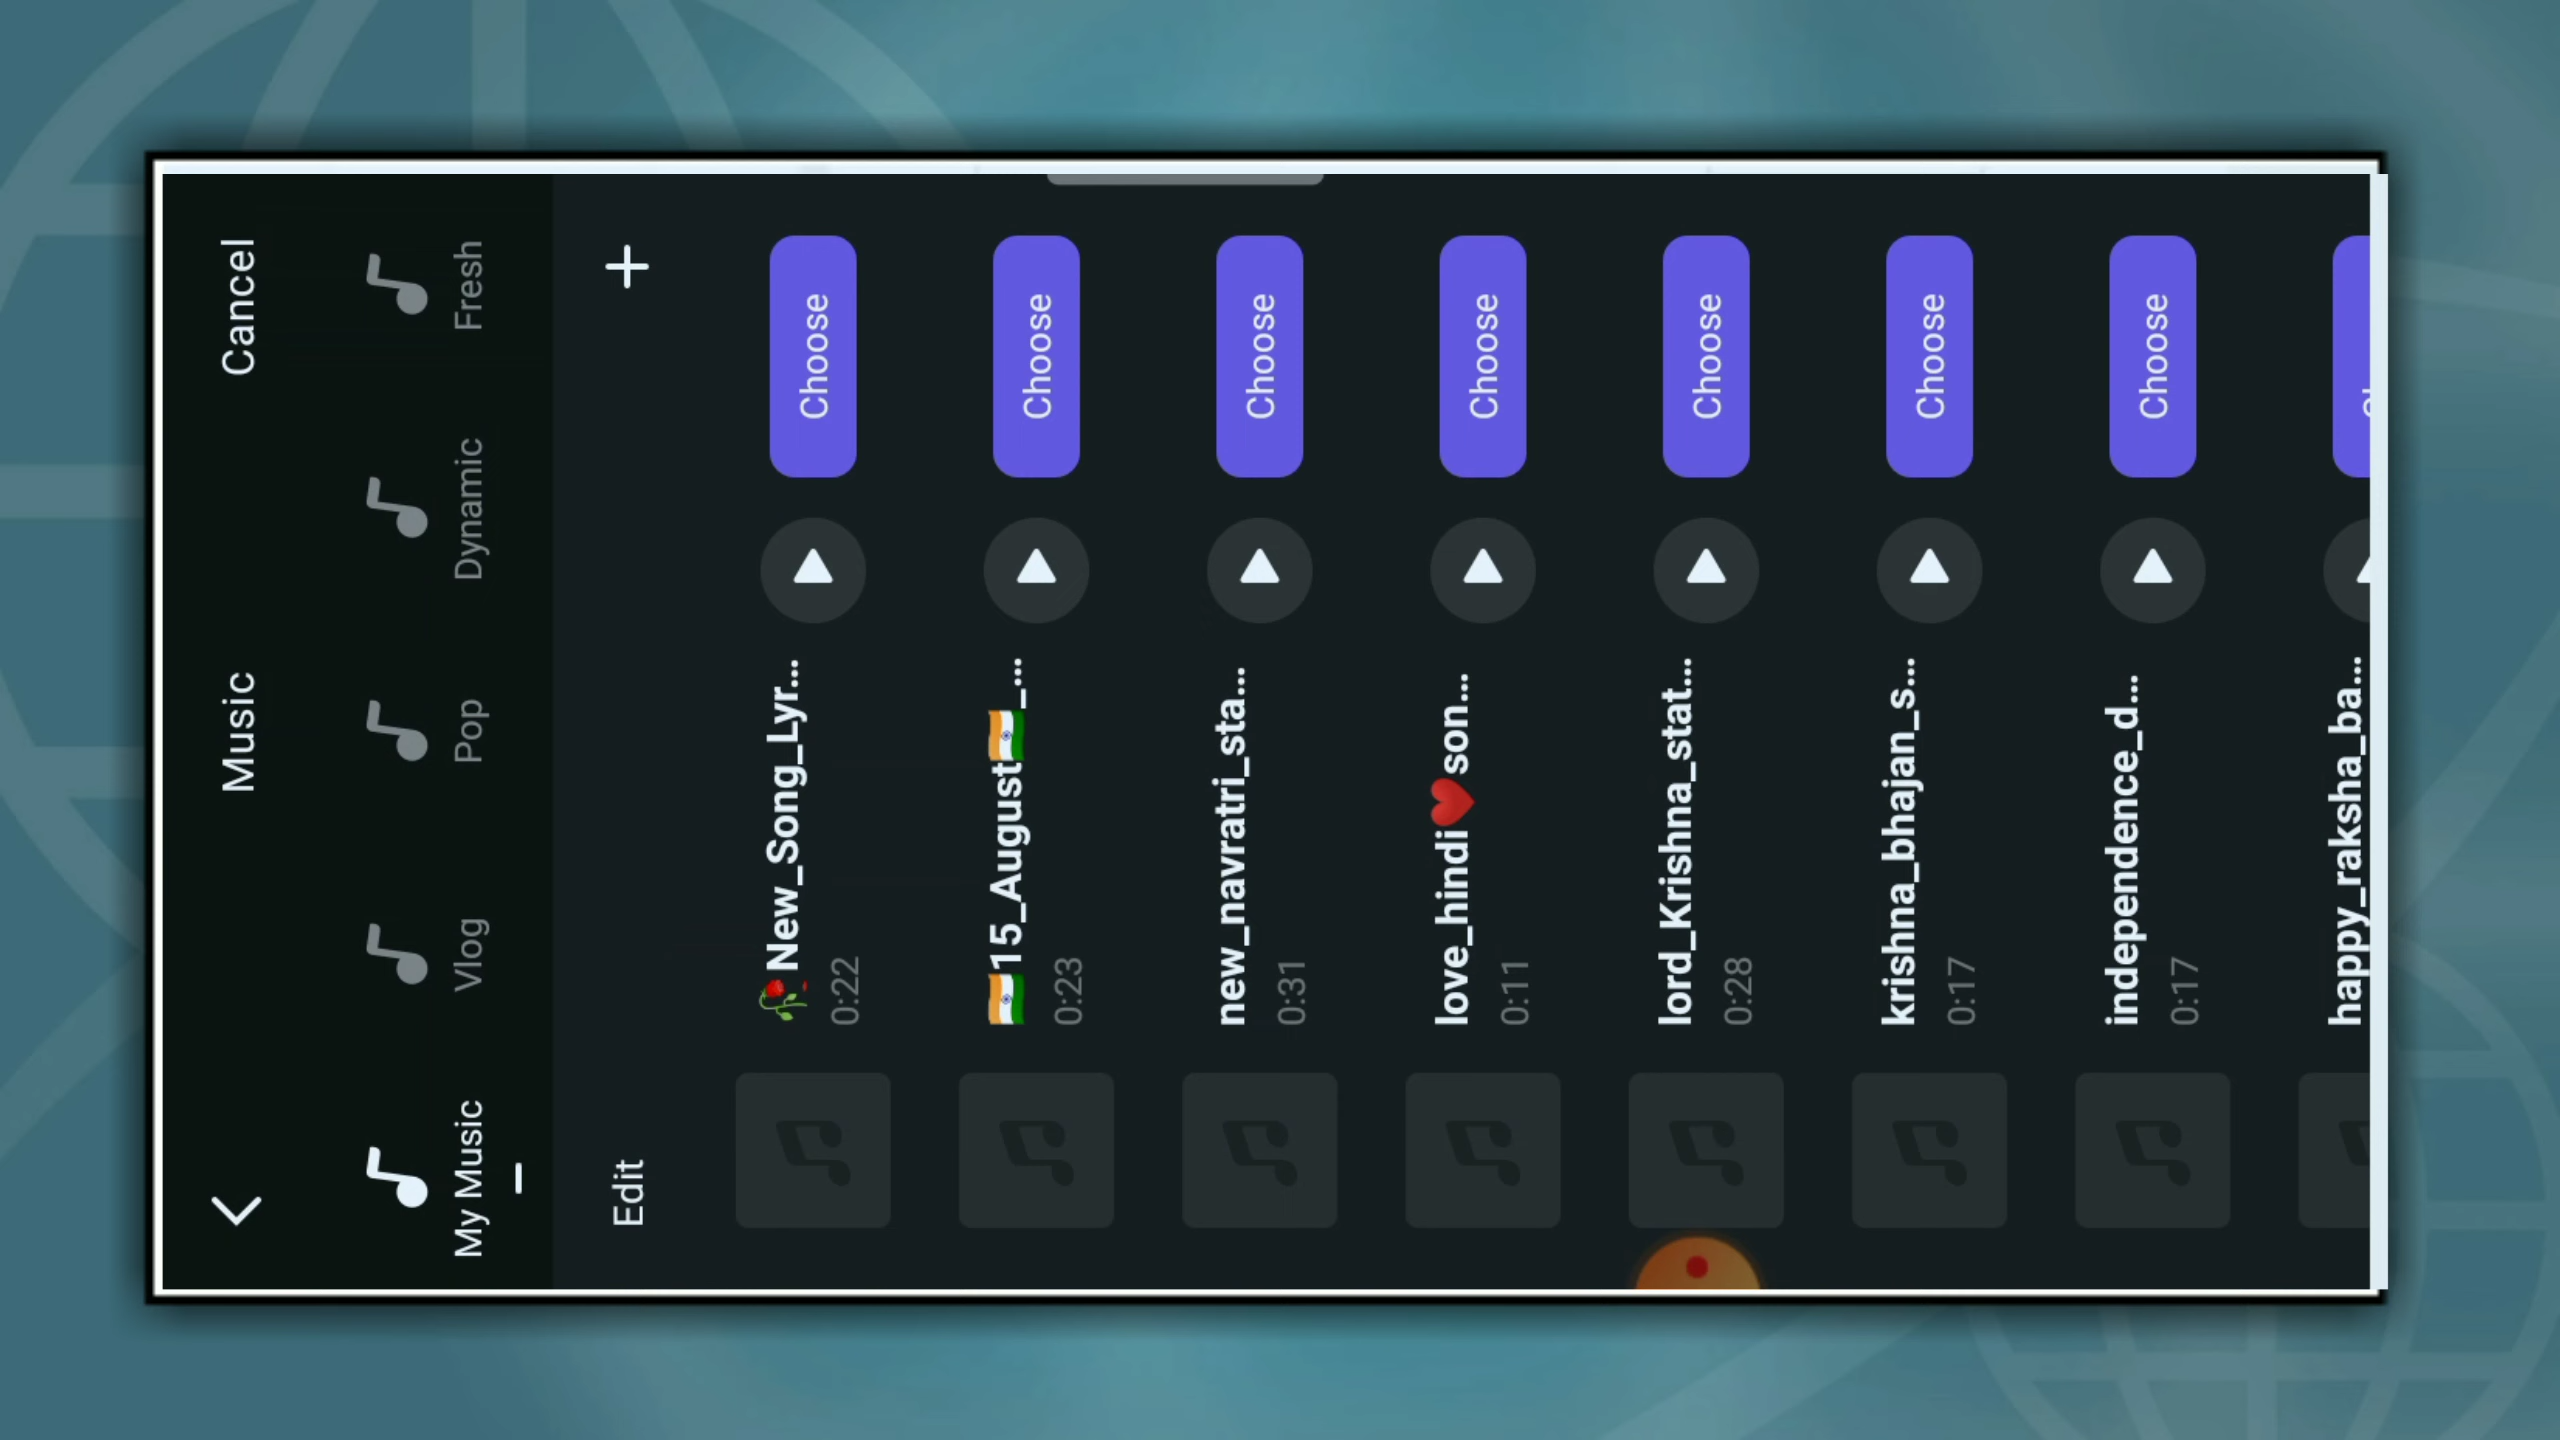 Music
Cancel
My Music
Vlog
Pop
Dynamic
Fresh
Edit
🥀New_Song_Lyr...
0:22
Choose
🇮🇳15_August🇮🇳_...
0:23
Choose
new_navratri_sta...
0:31
Choose
love_hindi❤️son...
0:11
Choose
lord_Krishna_stat...
0:28
Choose
krishna_bhajan_s...
0:17
Choose
independence_d...
0:17
Choose
happy_raksha_ba...